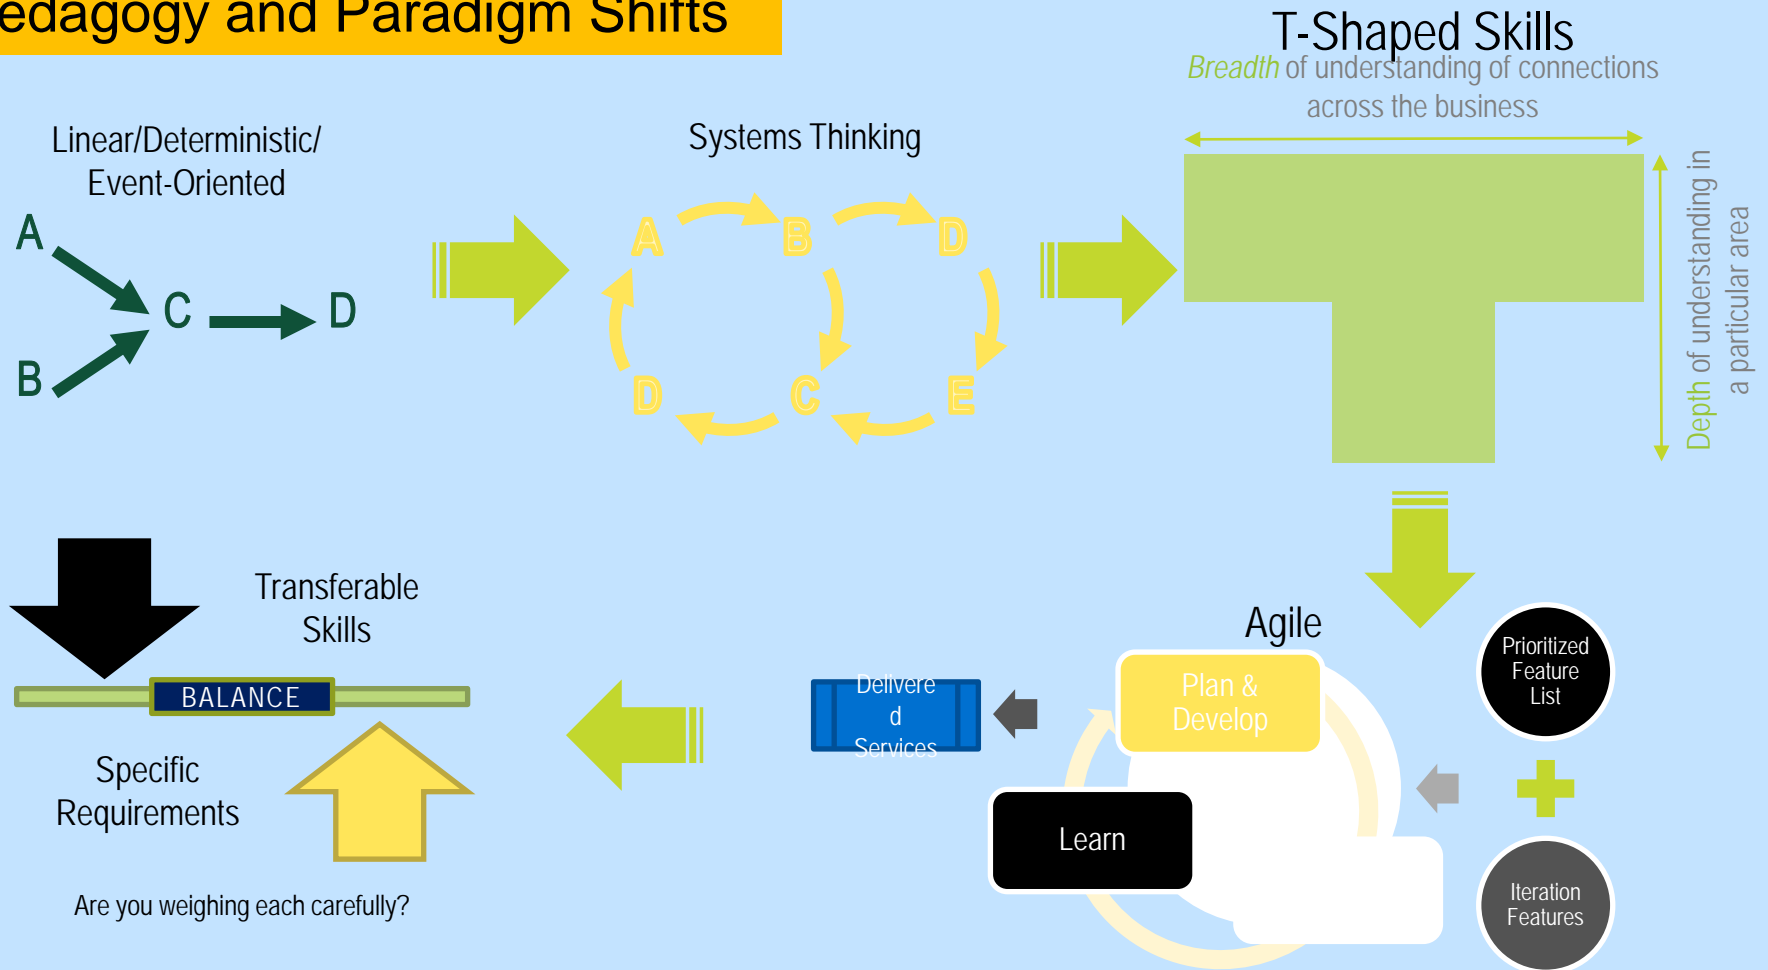 edagogy and Paradigm Shifts
T-Shaped Skills
Breadth of understanding of connections
across the business
Linear/Deterministic/
Event-Oriented
A
B
C
D
Systems Thinking
A
B
D
D
C
E
Depth of understanding in
a particular area
Transferable
Skills
BALANCE
Specific
Requirements
Are you weighing each carefully?
Agile
Delivere
d
Services
Plan &
Develop
Learn
Prioritized
Feature
List
Iteration
Features